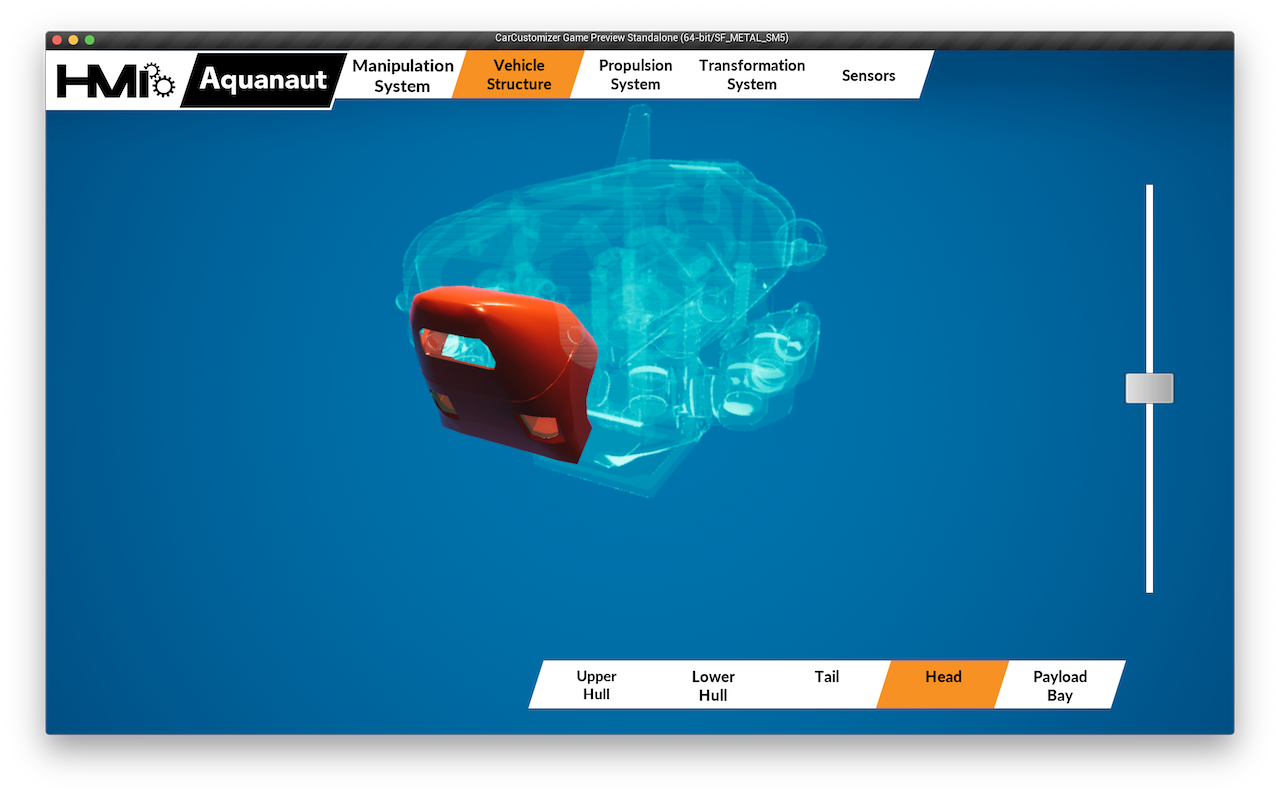 CarCustomizer Game Preview Standalone (64-bit/SF_METAL_SM5)
HMI
Aquanaut
Manipulation
System
Vehicle
Structure
Propulsion
System
Transformation
System
Sensors
Upper
Hull
Lower
Hull
Tail
Head
Payload
Bay